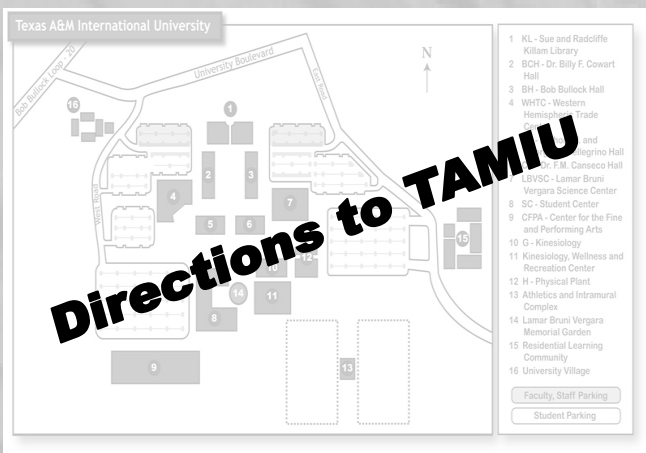 Texas A&M International University
Bob Bullock Loop - 20
University Boulevard
East Road
West Road
N
16
1
2
3
4
7
5
6
15
10
12
14
11
8
9
13
Directions to TAMIU
1 KL - Sue and Radcliffe
Killam Library
2 BCH - Dr. Billy F. Cowart
Hall
3 BH - Bob Bullock Hall
4 WHTC - Western
Hemispheric Trade
and
Pellegrino Hall
Dr. F.M. Canseco Hall
7 LBVSC - Lamar Bruni
Vergara Science Center
8 SC - Student Center
9 CFPA - Center for the Fine
and Performing Arts
10 G - Kinesiology
11 Kinesiology, Wellness and
Recreation Center
12 H - Physical Plant
13 Athletics and Intramural
Complex
14 Lamar Bruni Vergara
Memorial Garden
15 Residential Learning
Community
16 University Village
Faculty, Staff Parking
Student Parking